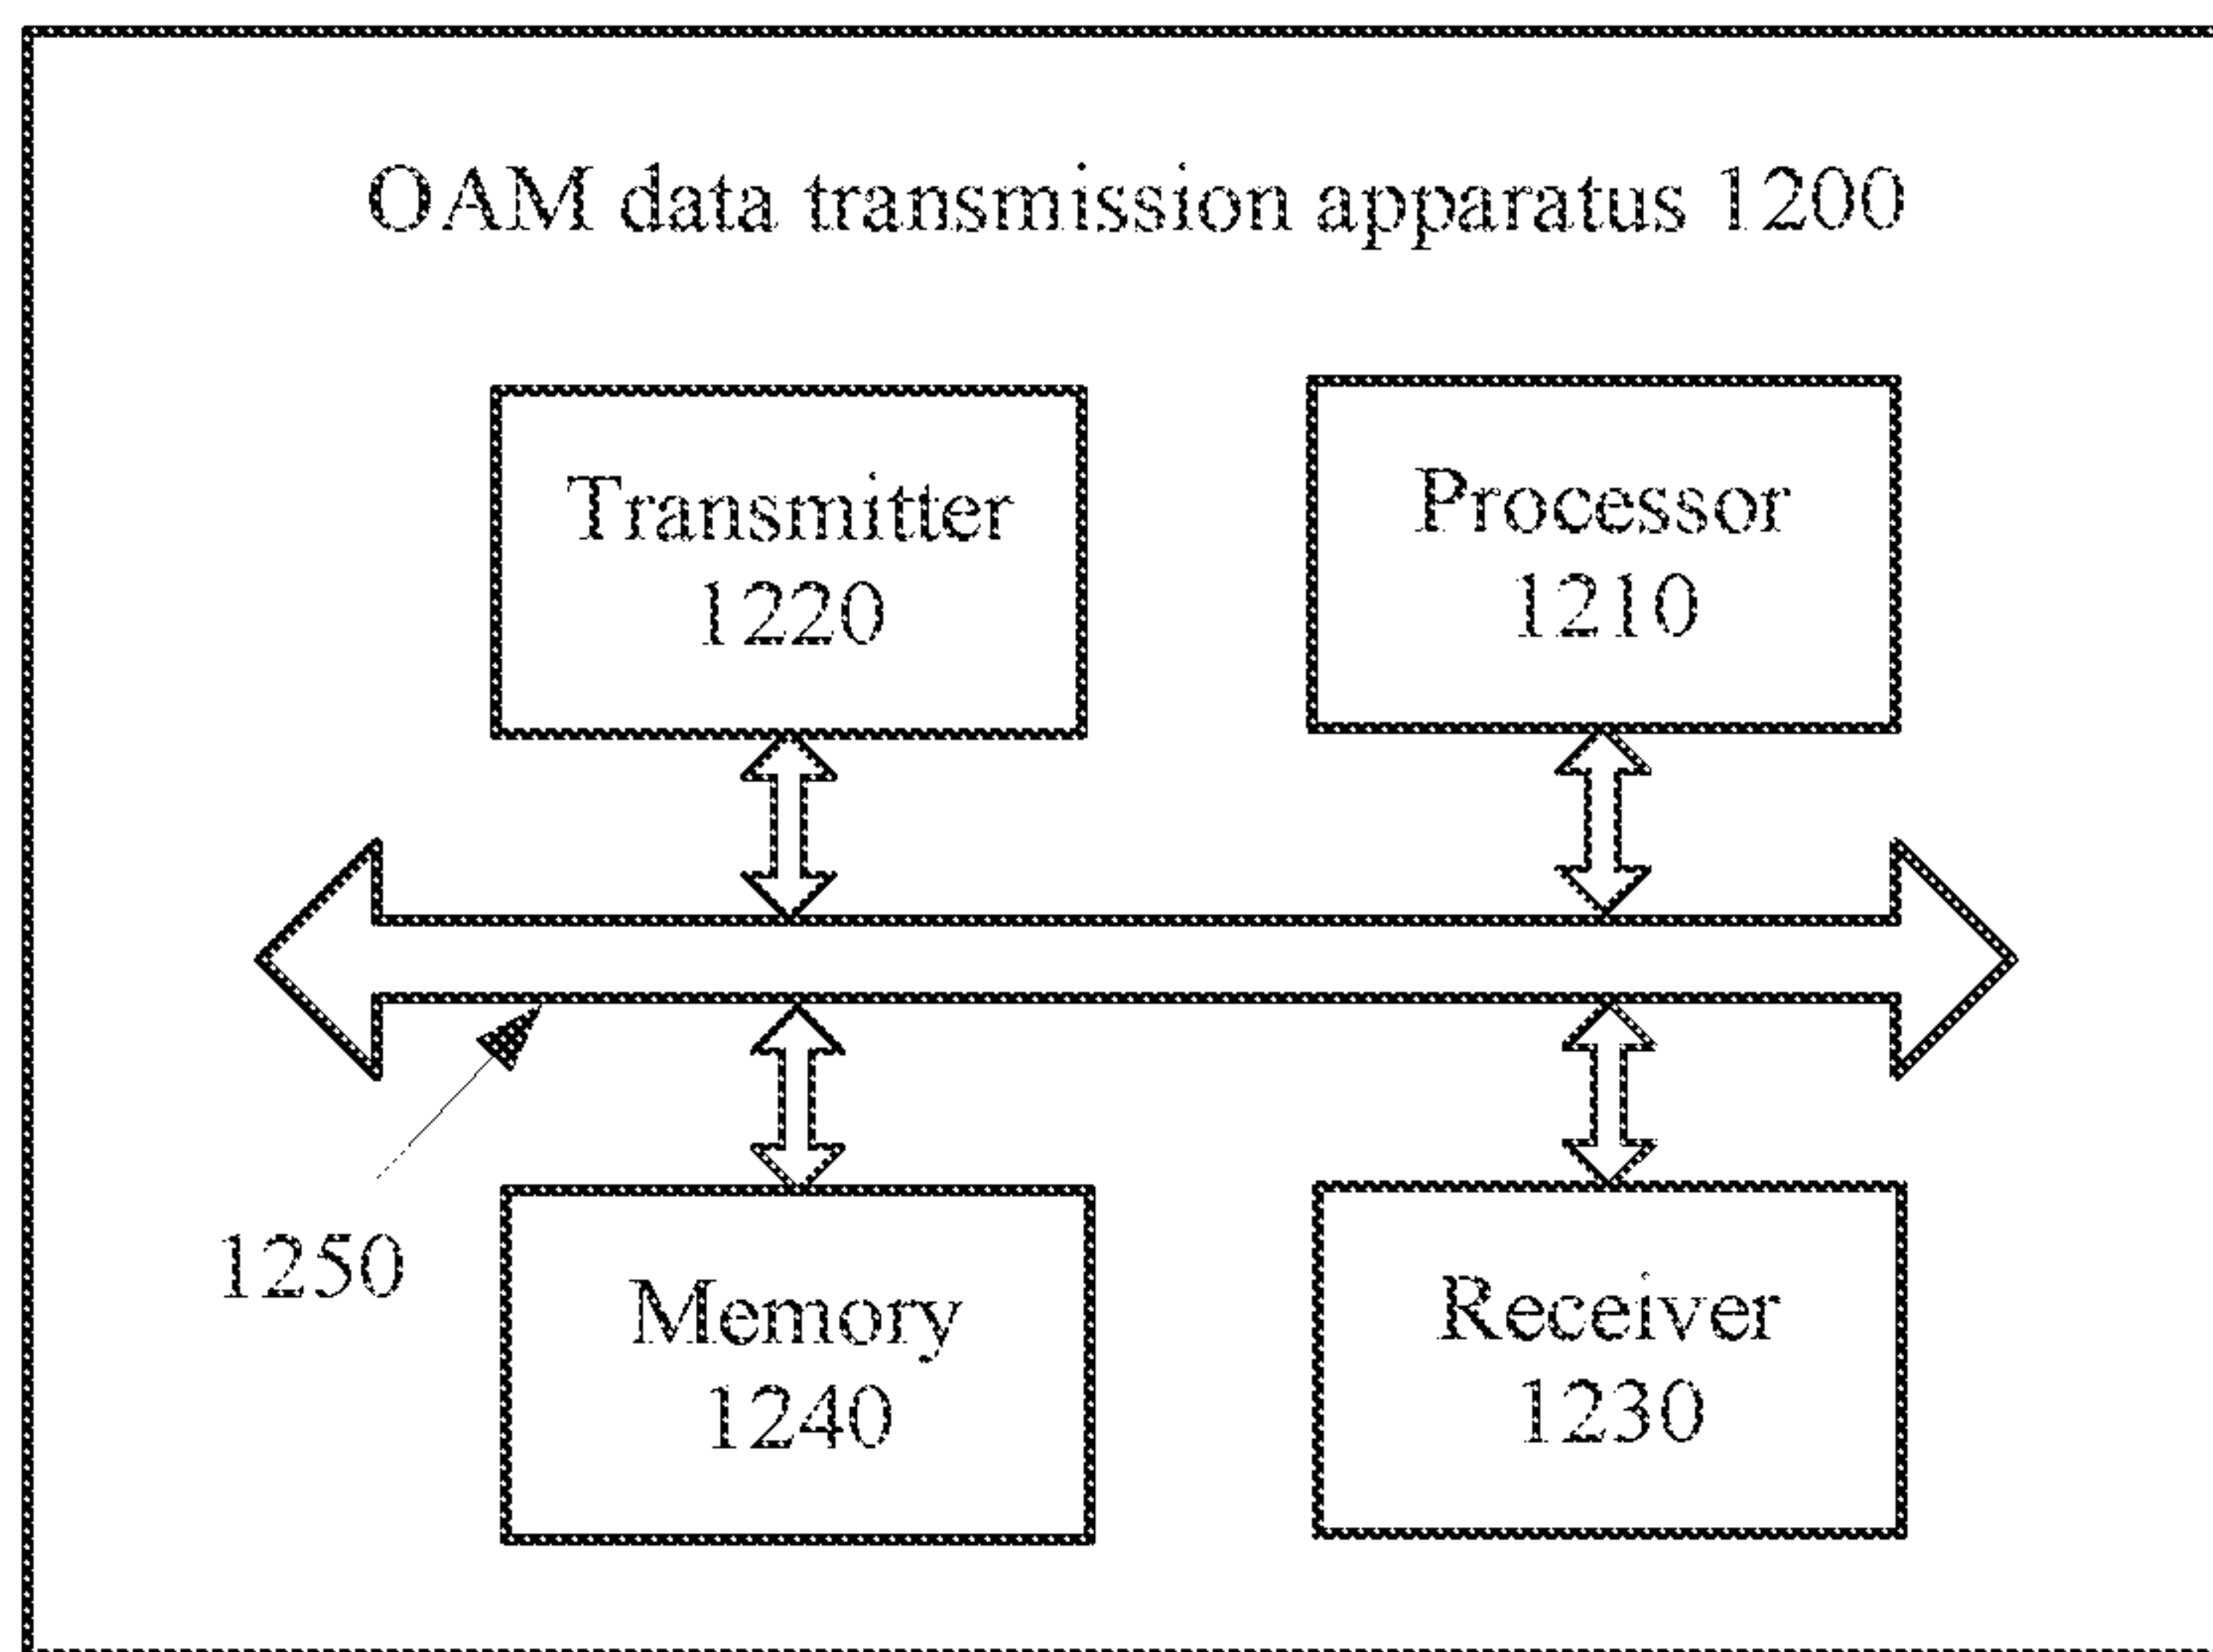 OAM data transmission apparatus 1200
Transmitter
1220
Processor
1210
1250
Memory
1240
Receiver
1230